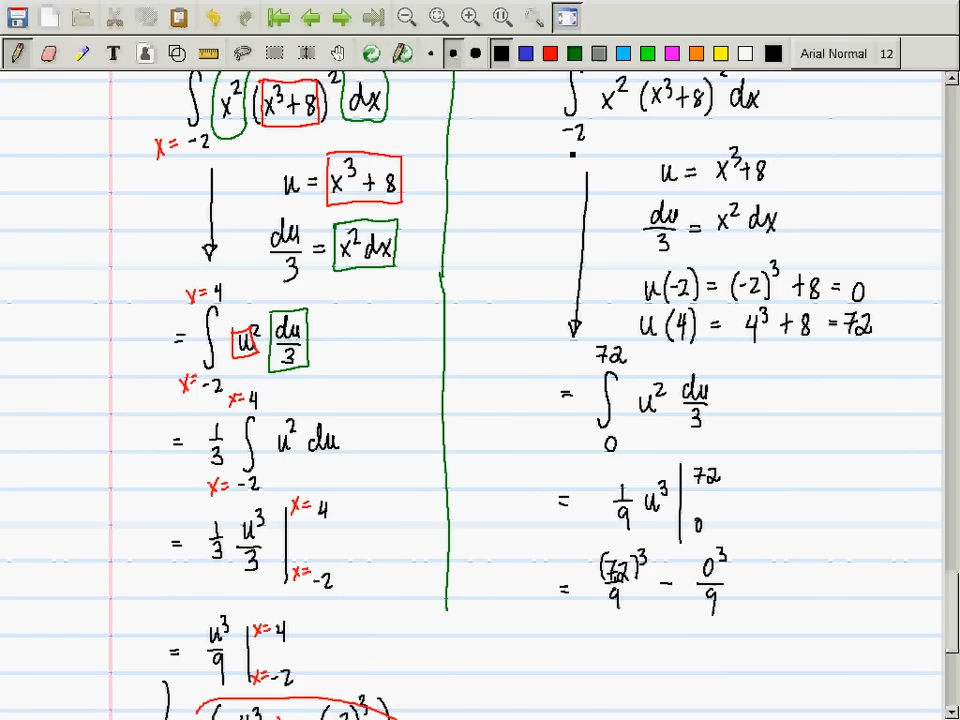 Arial Normal 12
∫ x² (x³+8)² dx
x= -2
u = x³ + 8
du/3 = x² dx
x= 4
= ∫ u² du/3
x= -2
x= 4
= 1/3 ∫ u² du
x= -2
= 1/3 u³/3 | x= 4
x= -2
= u³/9 | x= 4
x= -2
∫ x² (x³+8)² dx
-2
u = x³+8
du/3 = x² dx
u(-2) = (-2)³ +8 = 0
u(4) = 4³ + 8 = 72
72
= ∫ u² du/3
0
= 1/9 u³ | 72
0
= (72)³/9 - 0³/9